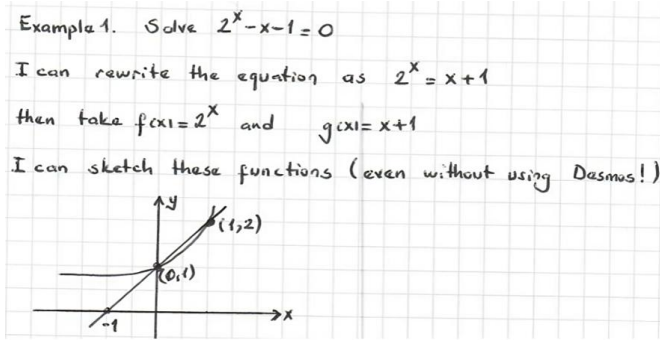 Example 1. Solve 2^x - x - 1 = 0
I can rewrite the equation as 2^x = x + 1
then take f(x) = 2^x and g(x) = x + 1
I can sketch these functions (even without using Desmos!)
y
(1,2)
(0,1)
x
-1